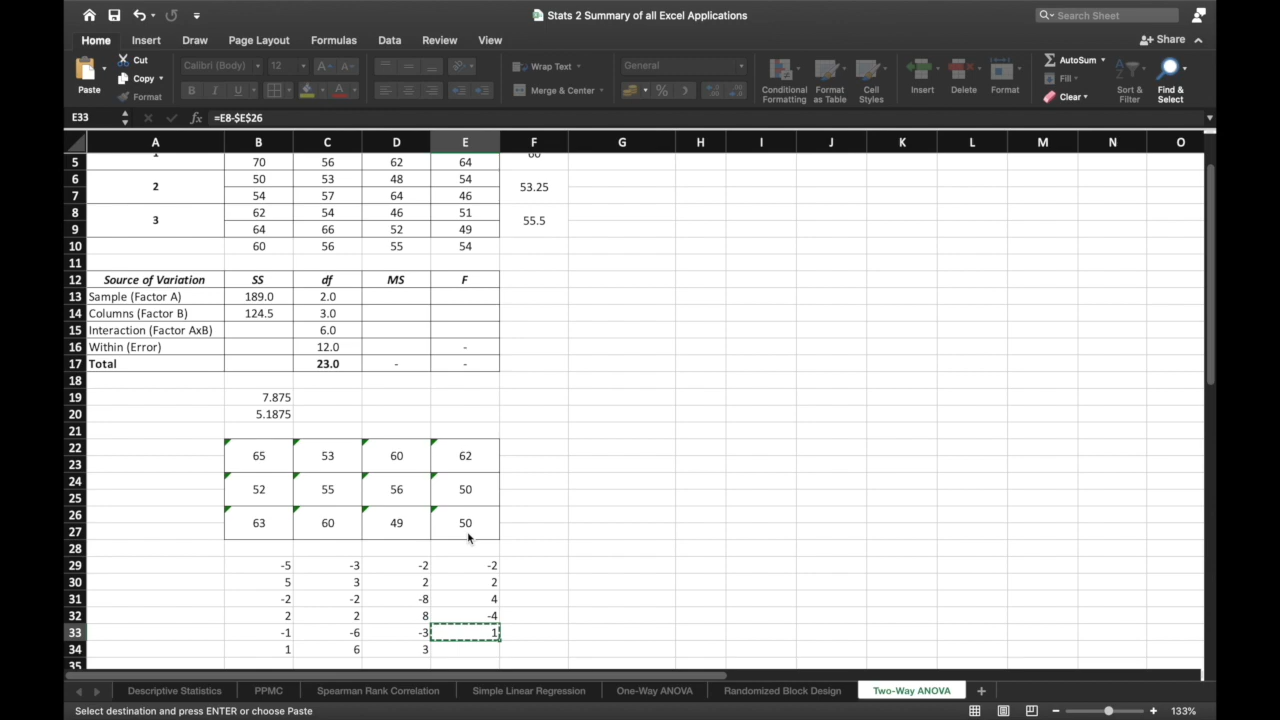 Stats 2 Summary of all Excel Applications
Search Sheet
Home Insert Draw Page Layout Formulas Data Review View Share
Paste Cut Copy Format
Calibri (Body) 12 A A B I U A
Wrap Text Merge & Center
General %
Conditional Formatting Format as Table Cell Styles
Insert Delete Format
AutoSum Fill Clear
Sort & Filter Find & Select
E33 fx =E8-$E$26
A B C D E F G H I J K L M N O
5 70 56 62 64
6 50 53 48 54
2 53.25
7 54 57 64 46
8 62 54 46 51
3 55.5
9 64 66 52 49
10 60 56 55 54
11
12 Source of Variation SS df MS F
13 Sample (Factor A) 189.0 2.0
14 Columns (Factor B) 124.5 3.0
15 Interaction (Factor AxB) 6.0
16 Within (Error) 12.0 -
17 Total 23.0 - -
18
19 7.875
20 5.1875
21
22
65 53 60 62
23
24
52 55 56 50
25
26
63 60 49 50
27
28
29 -5 -3 -2 -2
30 5 3 2 2
31 -2 -2 -8 4
32 2 2 8 -4
33 -1 -6 -3 1
34 1 6 3
35
Descriptive Statistics PPMC Spearman Rank Correlation Simple Linear Regression One-Way ANOVA Randomized Block Design Two-Way ANOVA +
Select destination and press ENTER or choose Paste 133%